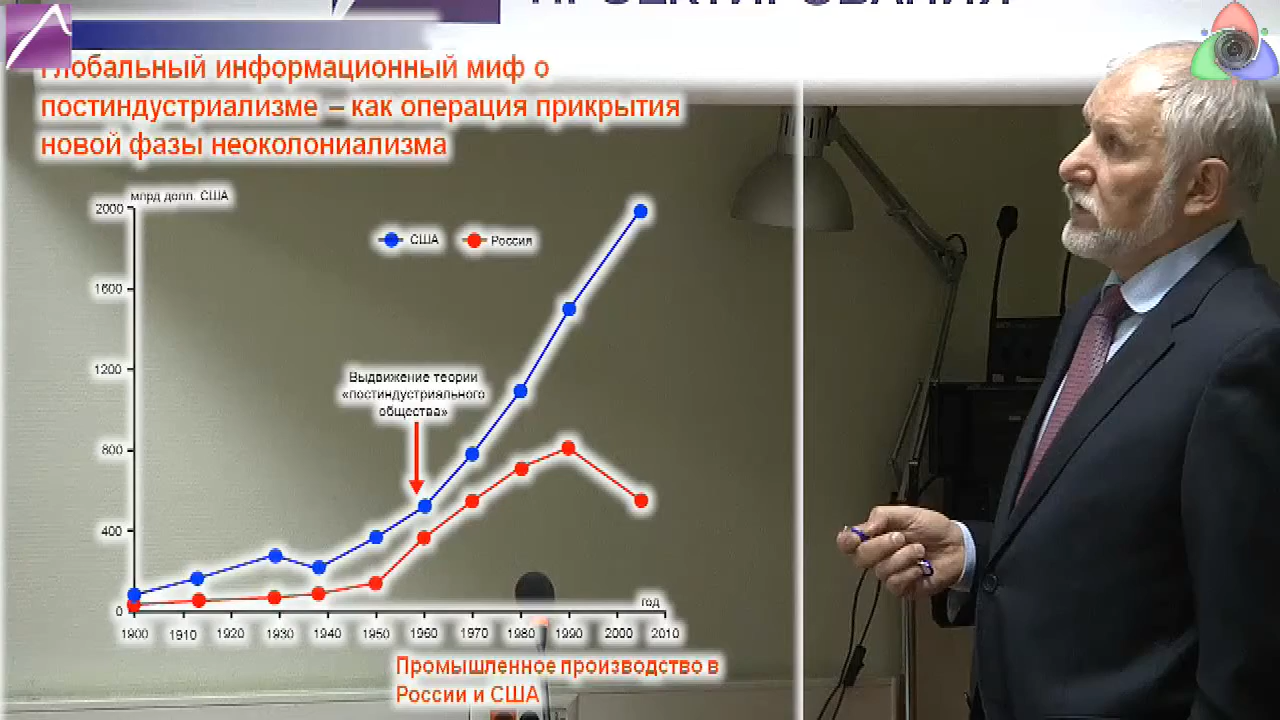 ПРОЕКТИРОВАНИЯ
Глобальный информационный миф о
постиндустриализме – как операция прикрытия
новой фазы неоколониализма
млрд долл. США
2000
1600
1200
800
400
0
США
Россия
Выдвижение теории
«постиндустриального
общества»
год
1900 1910 1920 1930 1940 1950 1960 1970 1980 1990 2000 2010
Промышленное производство в
России и США